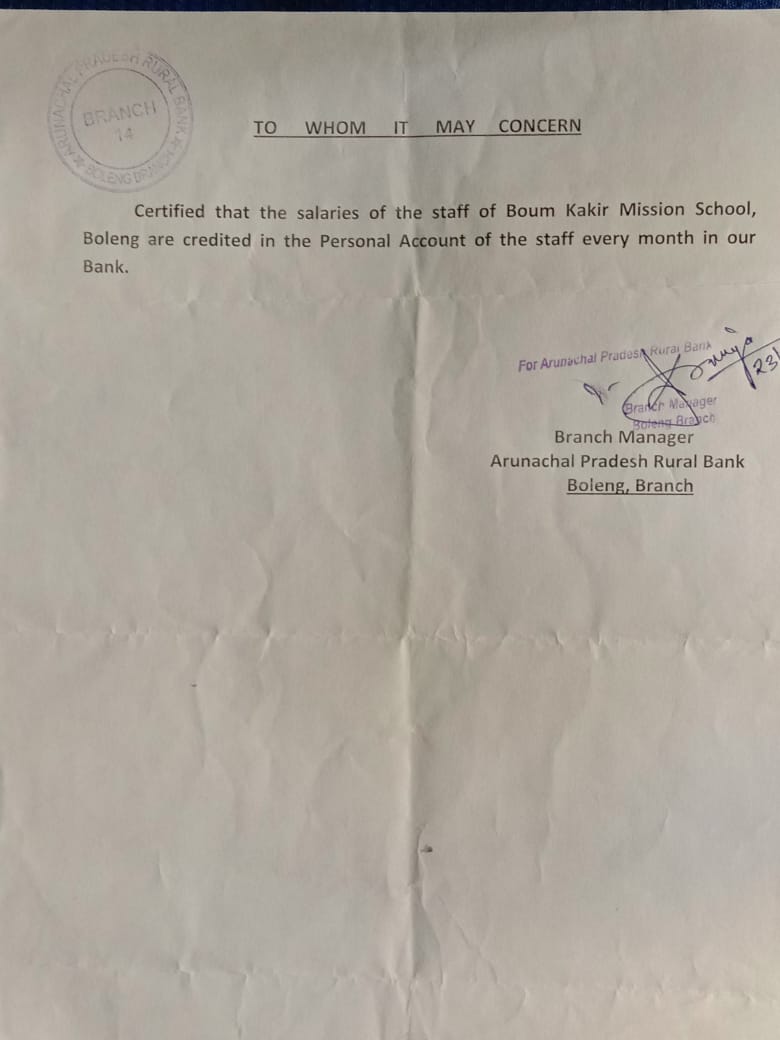 ARUNACHAL PRADESH RURAL BANK
BRANCH
14
BOLENG BRANCH
TO WHOM IT MAY CONCERN
Certified that the salaries of the staff of Boum Kakir Mission School,
Boleng are credited in the Personal Account of the staff every month in our
Bank.
For Arunachal Pradesh Rural Bank
23/
Branch Manager
Boleng Branch
Branch Manager
Arunachal Pradesh Rural Bank
Boleng, Branch